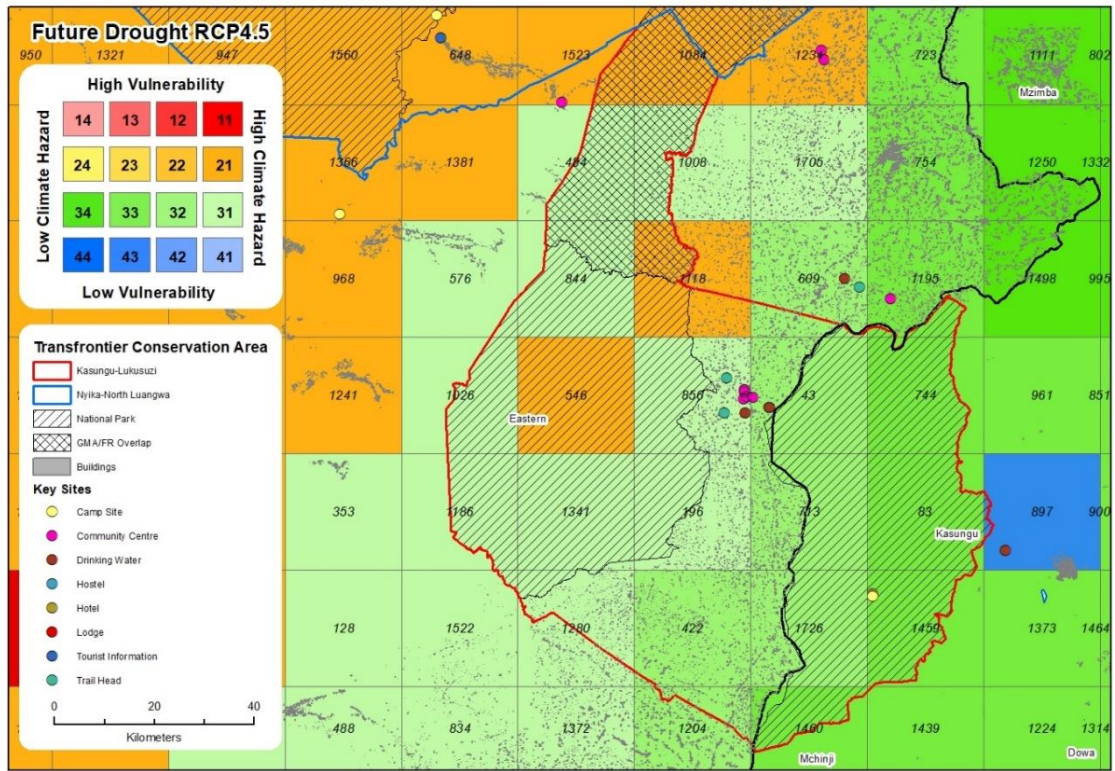 Future Drought RCP4.5
950 1321 947 1560 648 1523 1084 723 1111 802
Mzimba
High Vulnerability
Low Climate Hazard
High Climate Hazard
14 13 12 11
24 23 22 21
34 33 32 31
44 43 42 41
Low Vulnerability
1366 1381 494 1008 1705 754 1250 1332
968 576 844 1118 609 1195 1498 995
1241 1026 546 850 43 744 961 851
Eastern
353 1186 1341 196 713 83 897 900
Kasungu
128 1522 1280 422 1726 1459 1373 1464
488 834 1372 1204 1460 1439 1224 1314
Mchinji
Dowa
Transfrontier Conservation Area
Kasungu-Lukusuzi
Nyika-North Luangwa
National Park
GMA/FR Overlap
Buildings
Key Sites
Camp Site
Community Centre
Drinking Water
Hostel
Hotel
Lodge
Tourist Information
Trail Head
0 20 40
Kilometers